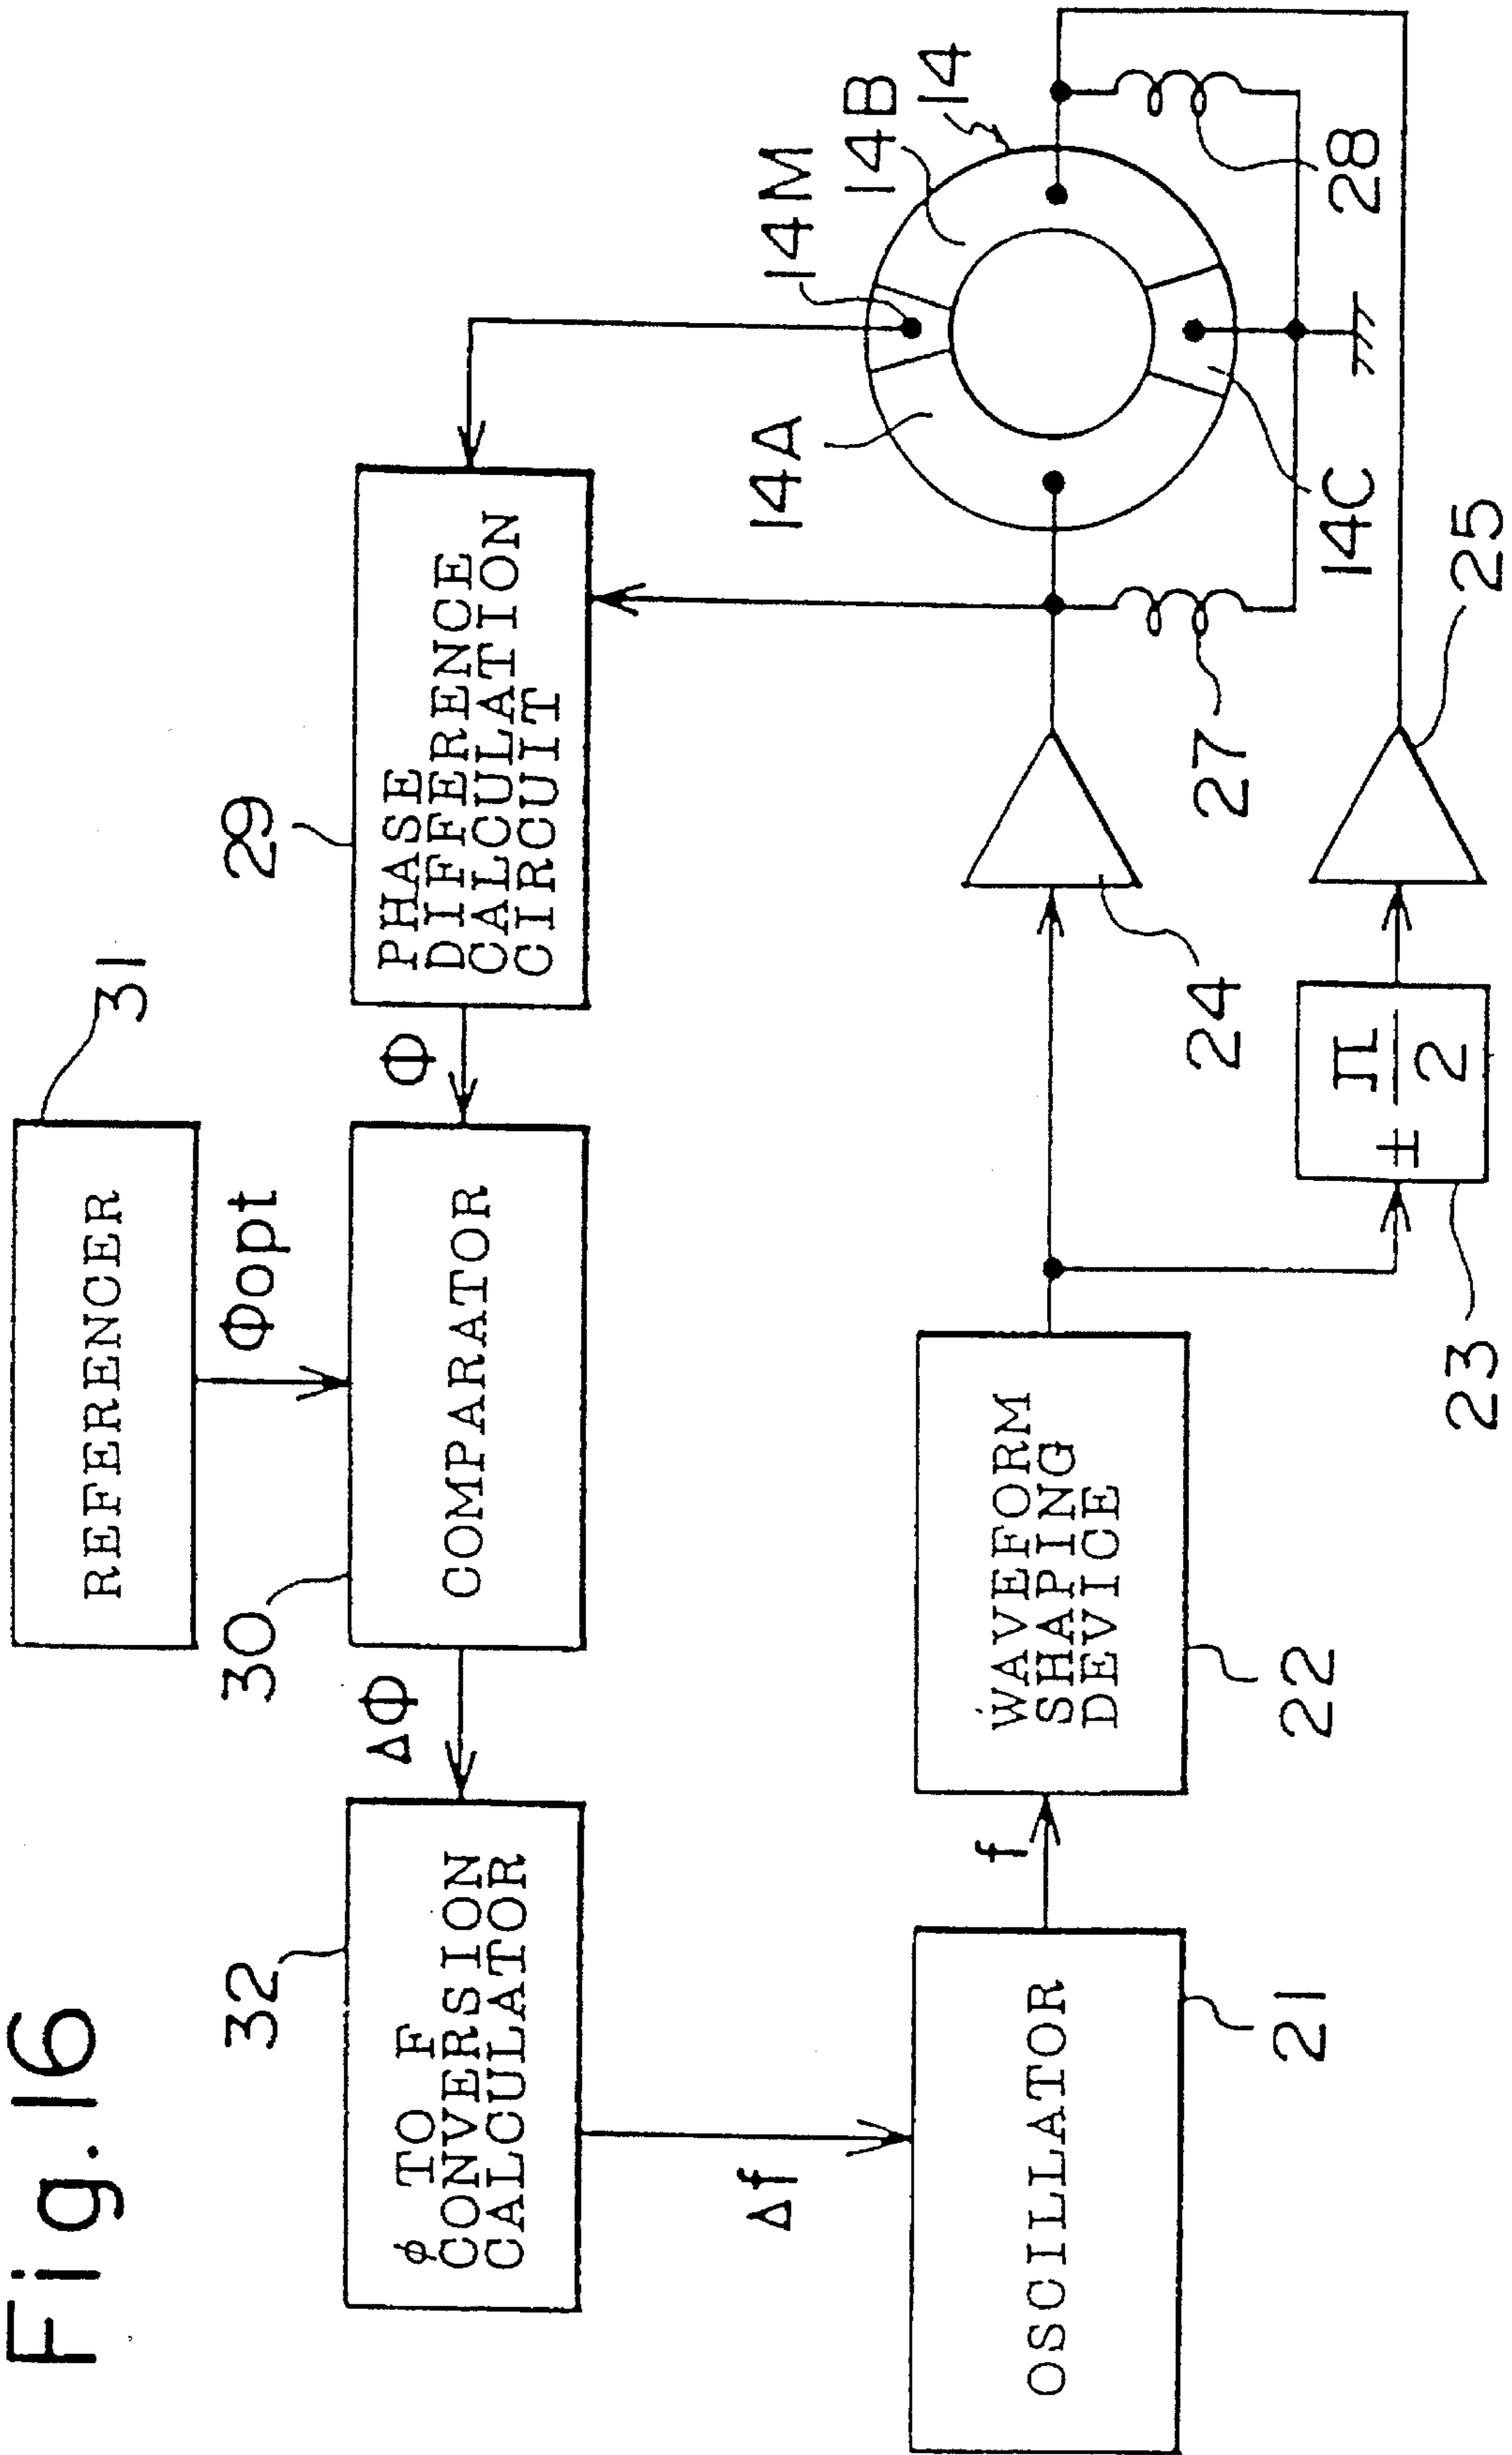 Fig.16
31
REFERENCER
Φopt
32
ϕ TO F
CONVERSION
CALCULATOR
ΔΦ
30
COMPARATOR
Φ
29
PHASE
DIFFERENCE
CALCULATION
CIRCUIT
Δf
OSCILLATOR
21
f
WAVEFORM
SHAPING
DEVICE
22
± π/2
23
24
25
27
28
14A
14M
14B
14
14C